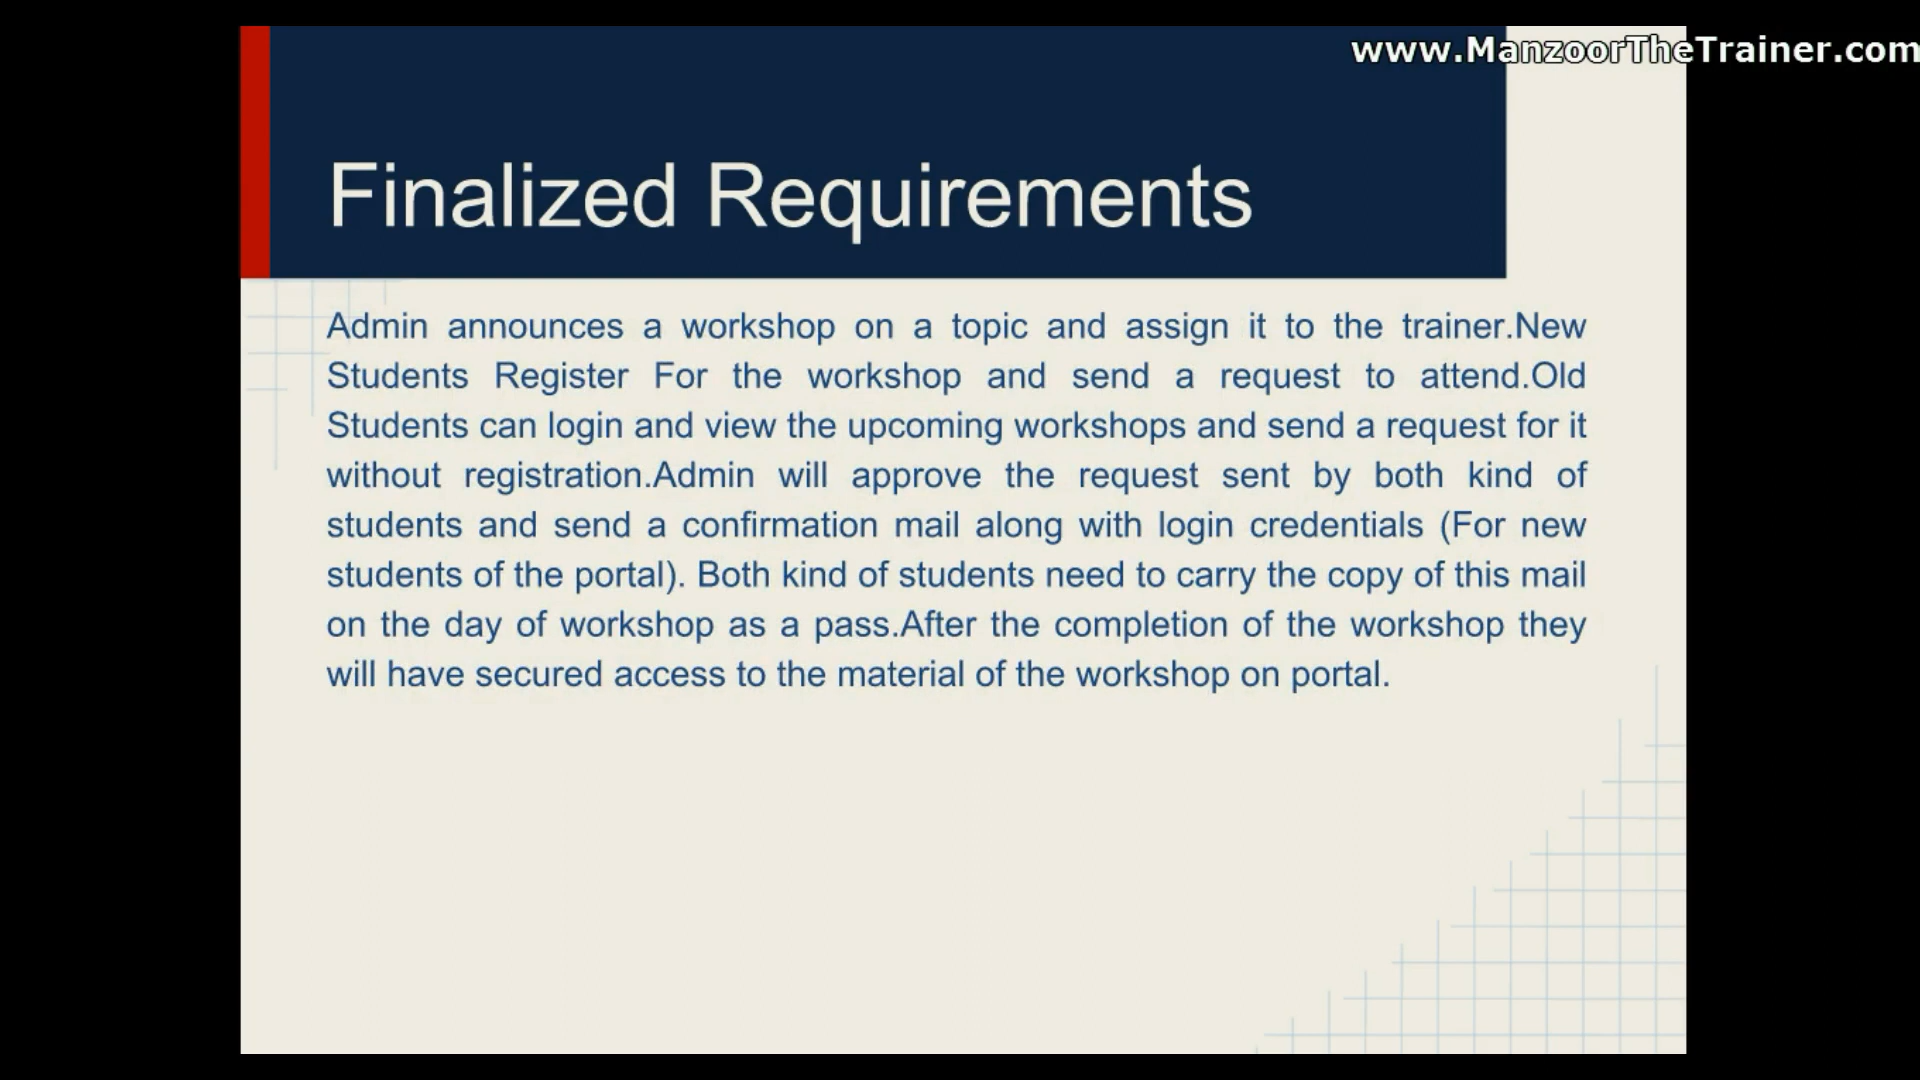 www.ManzoorTheTrainer.com
Finalized Requirements
Admin announces a workshop on a topic and assign it to the trainer.New
Students Register For the workshop and send a request to attend.Old
Students can login and view the upcoming workshops and send a request for it
without registration.Admin will approve the request sent by both kind of
students and send a confirmation mail along with login credentials (For new
students of the portal). Both kind of students need to carry the copy of this mail
on the day of workshop as a pass.After the completion of the workshop they
will have secured access to the material of the workshop on portal.